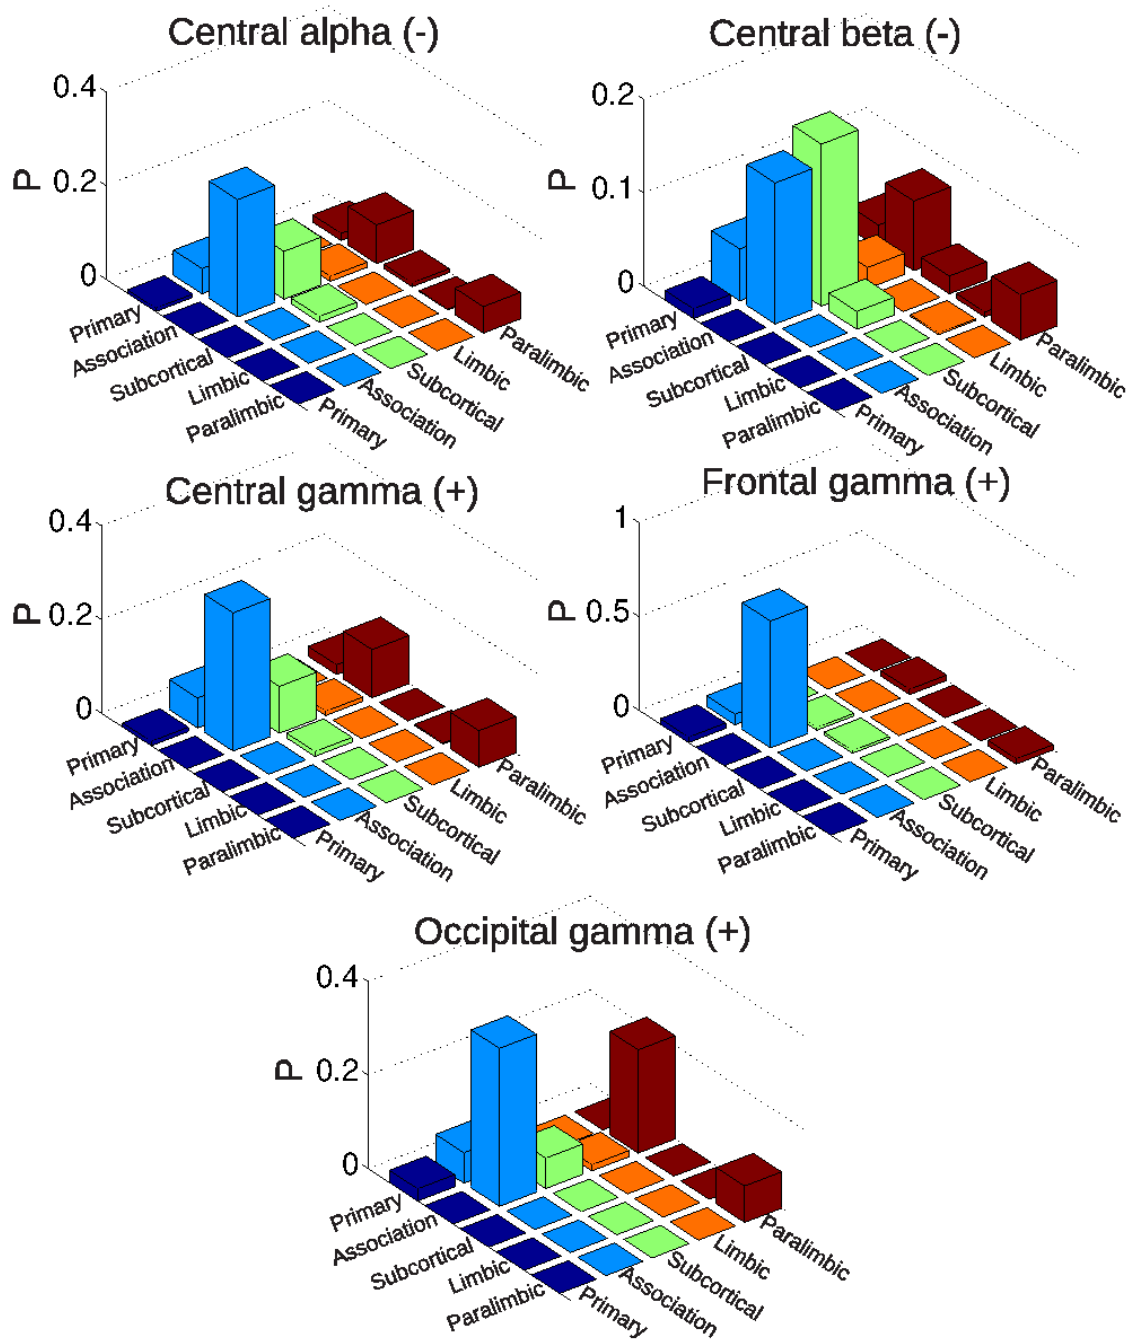 Central alpha (-)
P
0.4
0.2
0
Primary
Association
Subcortical
Limbic
Paralimbic
Primary
Association
Subcortical
Limbic
Paralimbic
Central beta (-)
P
0.2
0.1
0
Primary
Association
Subcortical
Limbic
Paralimbic
Primary
Association
Subcortical
Limbic
Paralimbic
Central gamma (+)
P
0.4
0.2
0
Primary
Association
Subcortical
Limbic
Paralimbic
Primary
Association
Subcortical
Limbic
Paralimbic
Frontal gamma (+)
P
1
0.5
0
Primary
Association
Subcortical
Limbic
Paralimbic
Primary
Association
Subcortical
Limbic
Paralimbic
Occipital gamma (+)
P
0.4
0.2
0
Primary
Association
Subcortical
Limbic
Paralimbic
Primary
Association
Subcortical
Limbic
Paralimbic